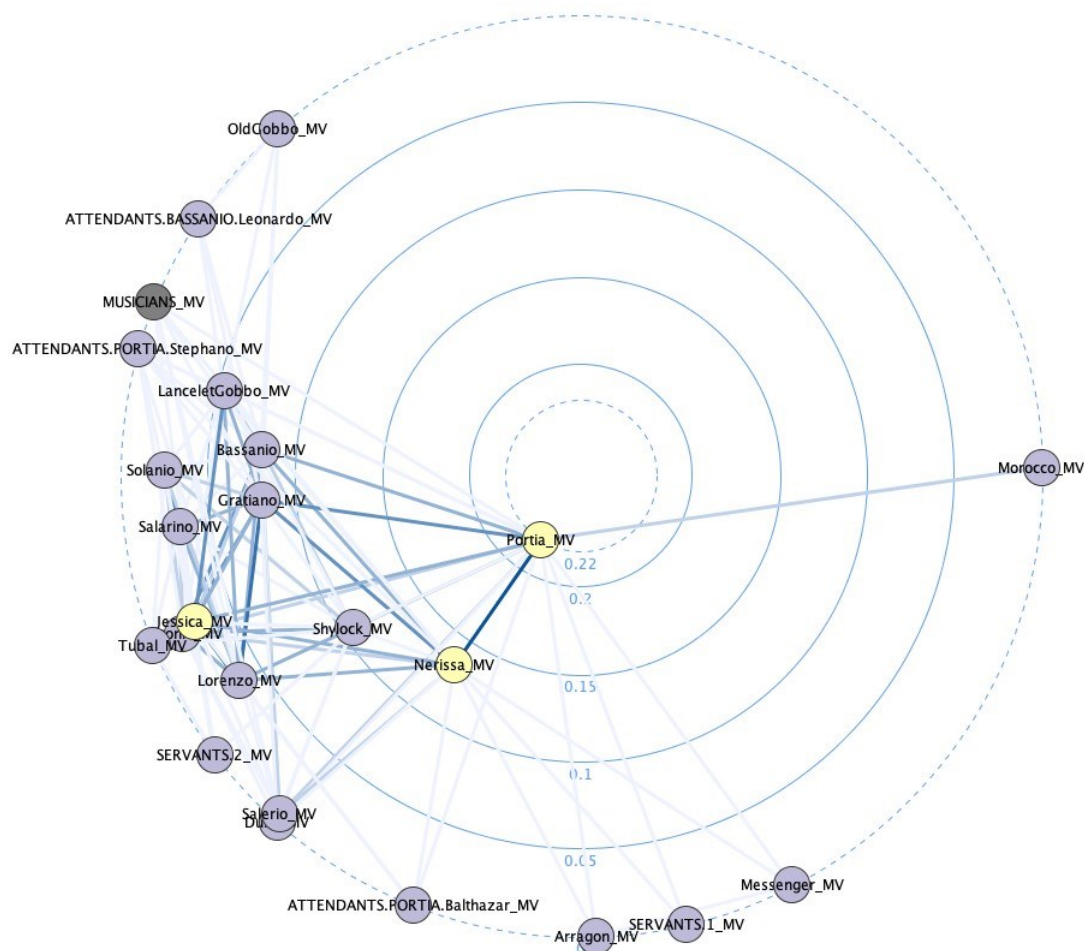 OldGobbo_MV
ATTENDANTS.BASSANIO.Leonardo_MV
MUSICIANS_MV
ATTENDANTS.PORTIA.Stephano_MV
LanceletGobbo_MV
Bassanio_MV
Solanio_MV
Morocco_MV
Gratiano_MV
Salarino_MV
Portia_MV
0.22
0.2
Jessica_MV
Shylock_MV
Tubal_MV
Nerissa_MV
Lorenzo_MV
0.15
SERVANTS.2_MV
0.1
Salerio_MV
0.05
Messenger_MV
ATTENDANTS.PORTIA.Balthazar_MV
SERVANTS.1_MV
Arragon_MV